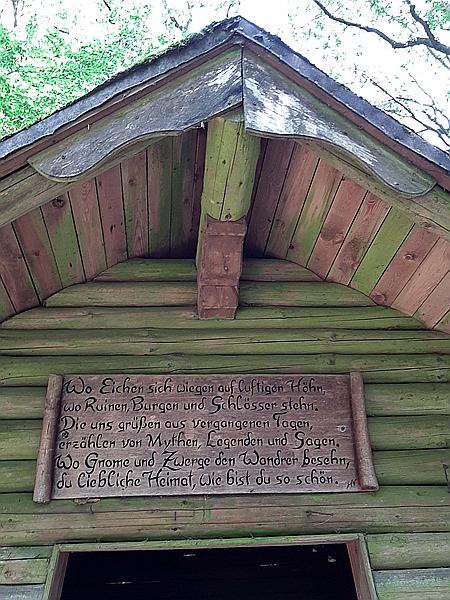 Wo Eichen sich wiegen auf luftigen Höhn,
wo Ruinen, Burgen und Schlösser stehn.
Die uns grüßen aus vergangenen Tagen,
erzählen von Mythen, Legenden und Sagen.
Wo Gnome und Zwerge den Wandrer besehn,
du liebliche Heimat, wie bist du so schön.